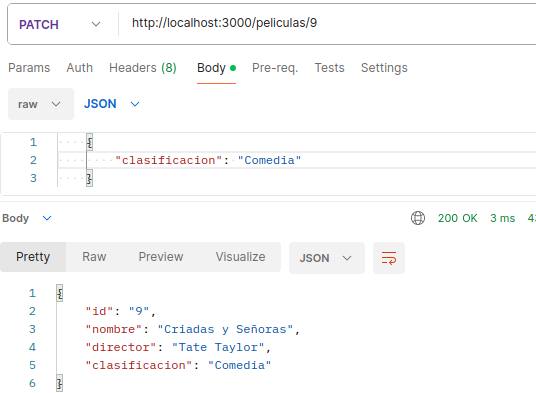 PATCH http://localhost:3000/peliculas/9
Params Auth Headers (8) Body Pre-req. Tests Settings
raw JSON
1 {
2 "clasificacion": "Comedia"
3 }
Body 200 OK 3 ms
Pretty Raw Preview Visualize JSON
1 {
2 "id": "9",
3 "nombre": "Criadas y Señoras",
4 "director": "Tate Taylor",
5 "clasificacion": "Comedia"
6 }